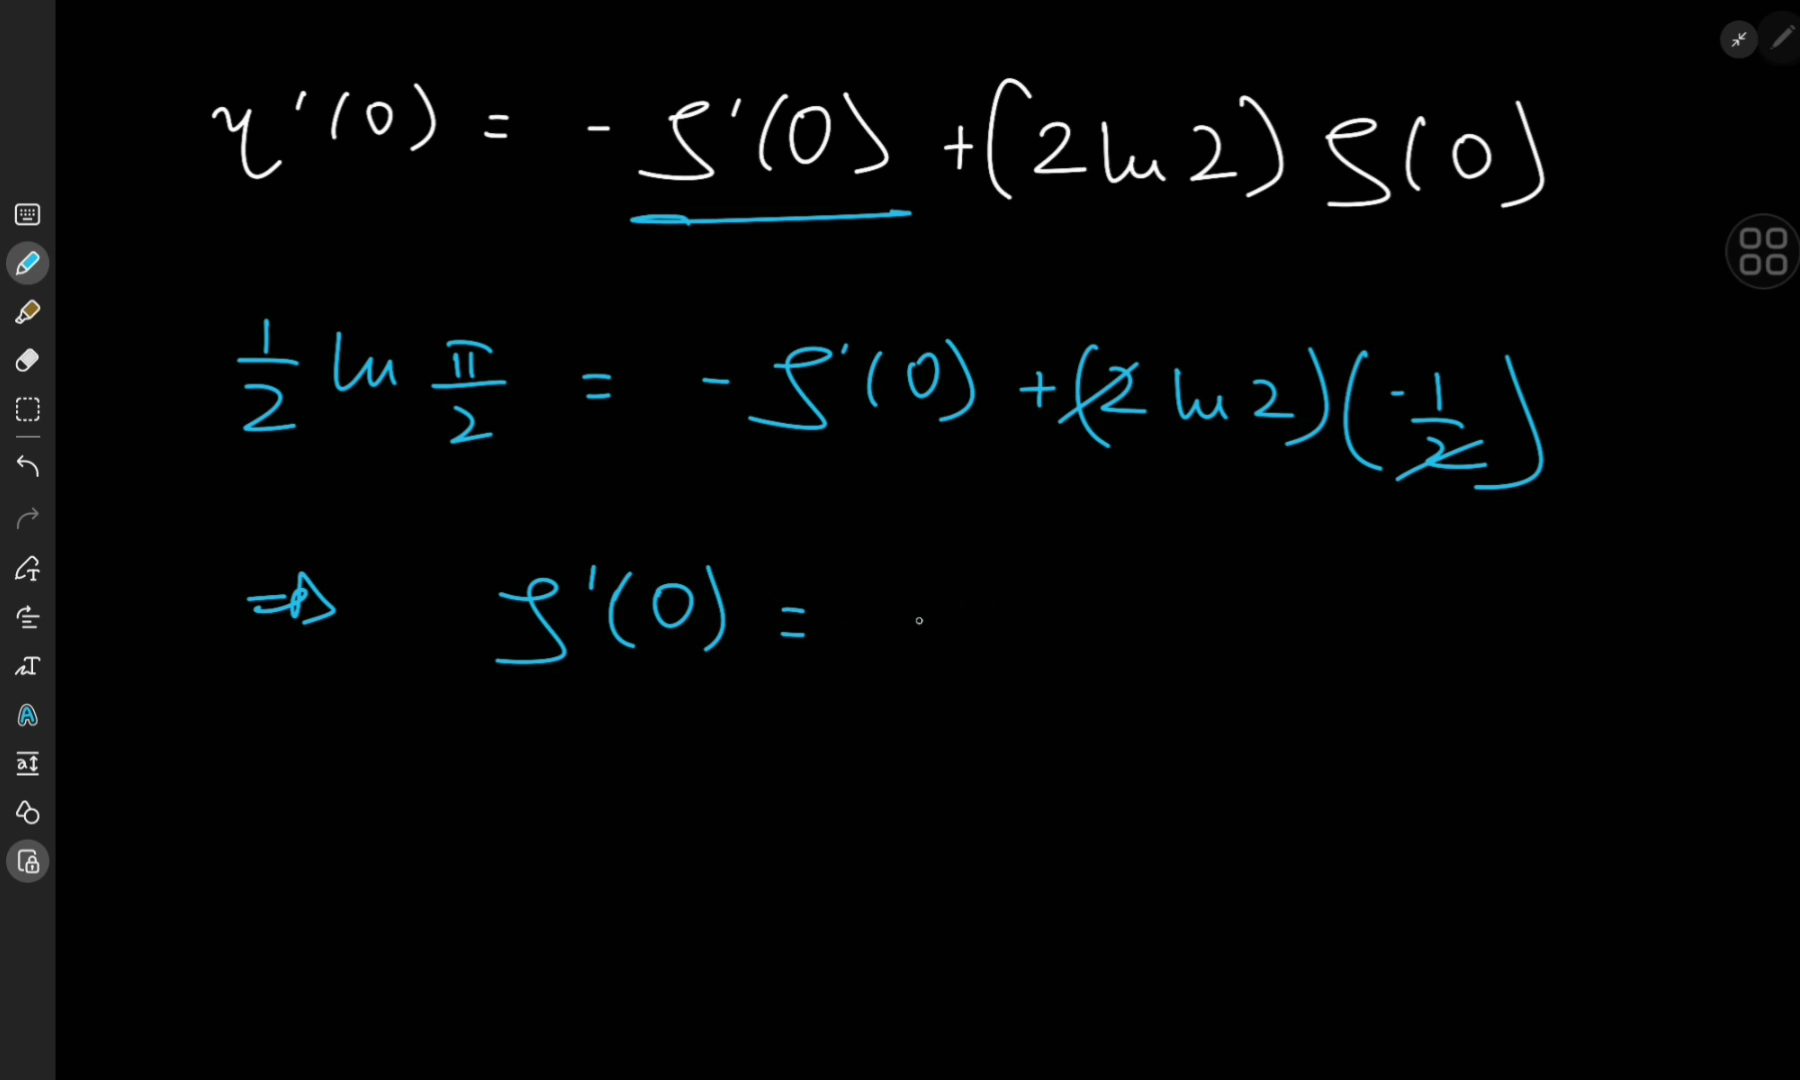 η'(0) = - ζ'(0) + (2 ln 2) ζ(0)
1/2 ln π/2 = - ζ'(0) + (2 ln 2)(-1/2)
⇒ ζ'(0) =